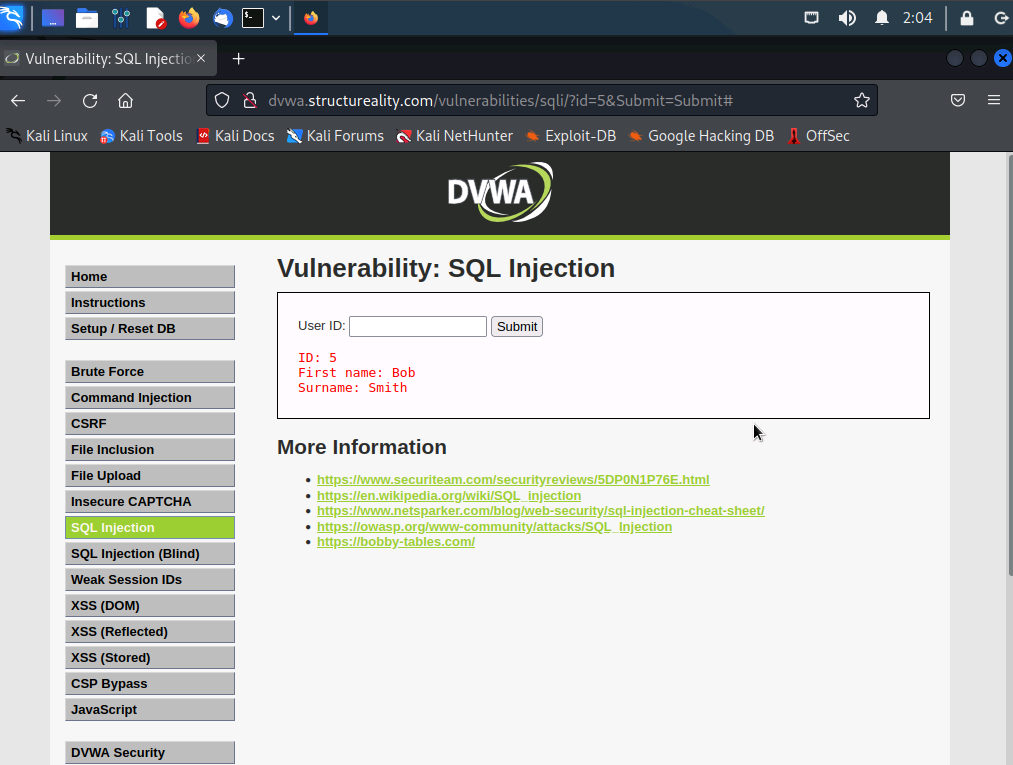 2:04
Vulnerability: SQL Injectio
dvwa.structureality.com/vulnerabilities/sqli/?id=5&Submit=Submit#
Kali Linux Kali Tools Kali Docs Kali Forums Kali NetHunter Exploit-DB Google Hacking DB OffSec
DVWA
Home
Instructions
Setup / Reset DB
Brute Force
Command Injection
CSRF
File Inclusion
File Upload
Insecure CAPTCHA
SQL Injection
SQL Injection (Blind)
Weak Session IDs
XSS (DOM)
XSS (Reflected)
XSS (Stored)
CSP Bypass
JavaScript
DVWA Security
Vulnerability: SQL Injection
User ID: Submit
ID: 5
First name: Bob
Surname: Smith
More Information
https://www.securiteam.com/securityreviews/5DP0N1P76E.html
https://en.wikipedia.org/wiki/SQL_injection
https://www.netsparker.com/blog/web-security/sql-injection-cheat-sheet/
https://owasp.org/www-community/attacks/SQL_Injection
https://bobby-tables.com/